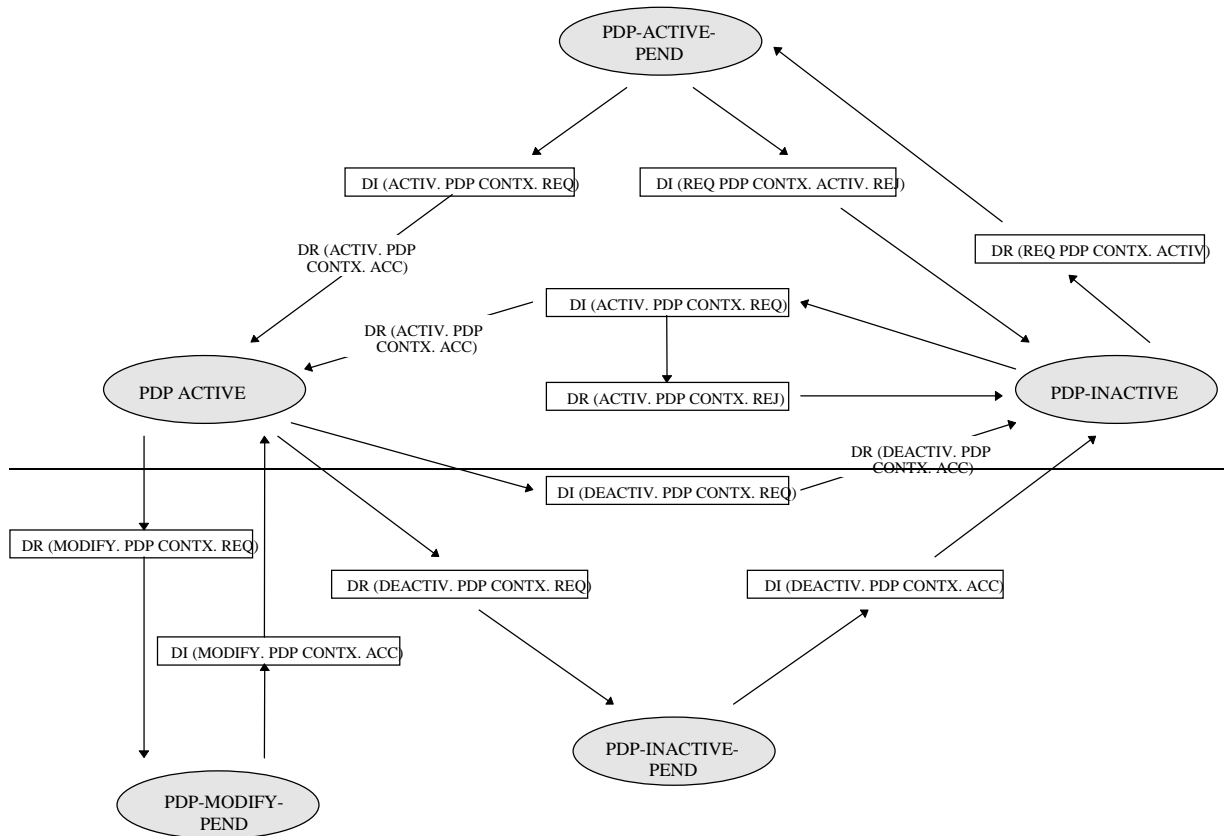 PDP-ACTIVE-
PEND
DI (ACTIV. PDP CONTX. REQ)
DI (REQ PDP CONTX. ACTIV. REJ)
DR (ACTIV. PDP
CONTX. ACC)
DR (REQ PDP CONTX. ACTIV)
DI (ACTIV. PDP CONTX. REQ)
DR (ACTIV. PDP
CONTX. ACC)
PDP ACTIVE
DR (ACTIV. PDP CONTX. REJ)
PDP-INACTIVE
DR (DEACTIV. PDP
CONTX. ACC)
DI (DEACTIV. PDP CONTX. REQ)
DR (MODIFY. PDP CONTX. REQ)
DR (DEACTIV. PDP CONTX. REQ)
DI (DEACTIV. PDP CONTX. ACC)
DI (MODIFY. PDP CONTX. ACC)
PDP-INACTIVE-
PEND
PDP-MODIFY-
PEND